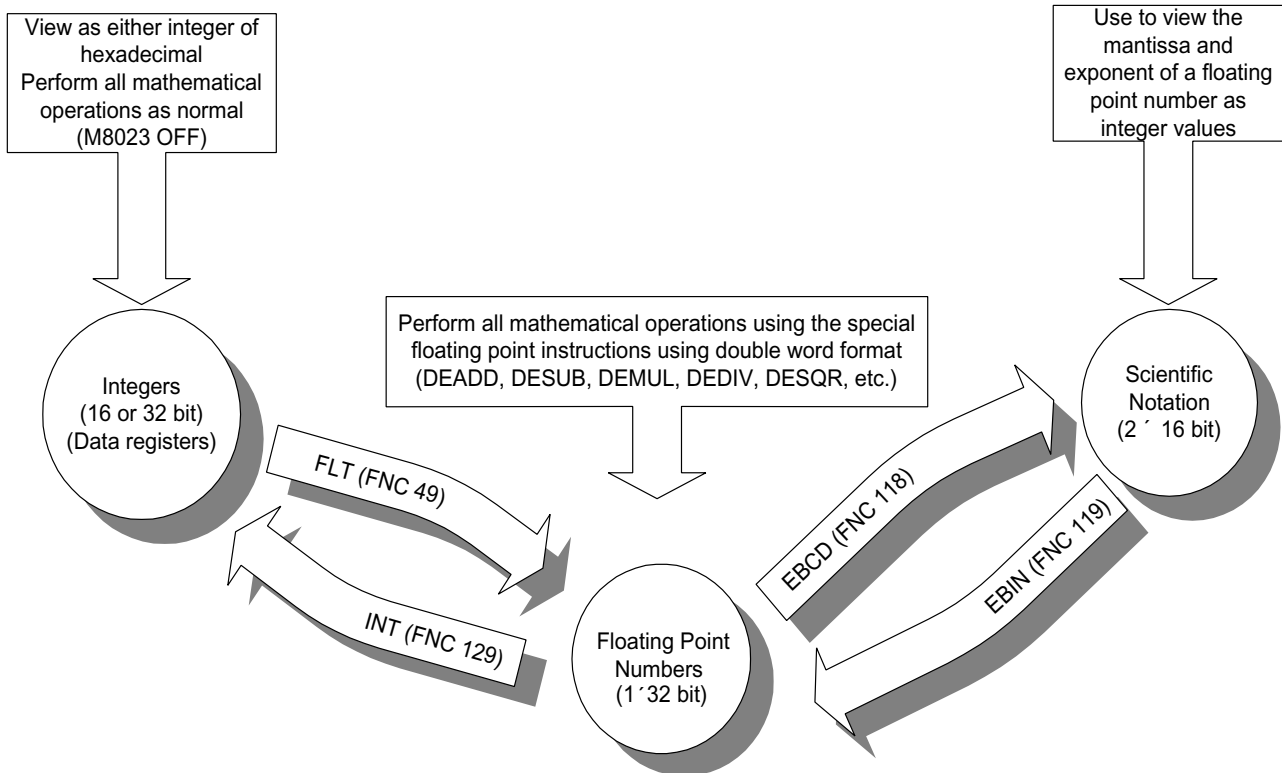 View as either integer of
hexadecimal
Perform all mathematical
operations as normal
(M8023 OFF)
Use to view the
mantissa and
exponent of a floating
point number as
integer values
Perform all mathematical operations using the special
floating point instructions using double word format
(DEADD, DESUB, DEMUL, DEDIV, DESQR, etc.)
Integers
(16 or 32 bit)
(Data registers)
Scientific
Notation
(2 ´ 16 bit)
FLT (FNC 49)
INT (FNC 129)
EBCD (FNC 118)
EBIN (FNC 119)
Floating Point
Numbers
(1 ´32 bit)